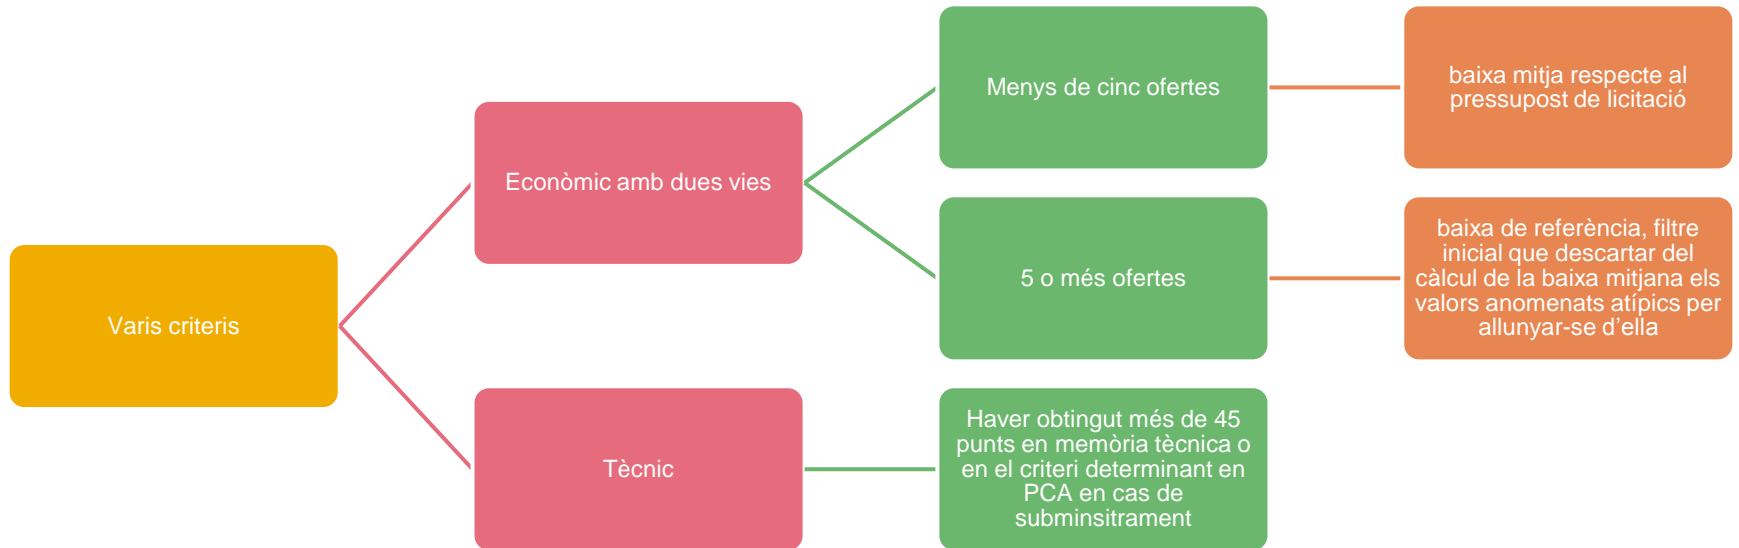 Varis criteris
Econòmic amb dues vies
Menys de cinc ofertes
baixa mitja respecte al
pressupost de licitació
5 o més ofertes
baixa de referència, filtre
inicial que descartar del
càlcul de la baixa mitjana els
valors anomenats atípics per
allunyar-se d’ella
Tècnic
Haver obtingut més de 45
punts en memòria tècnica o
en el criteri determinant en
PCA en cas de
subminsitrament